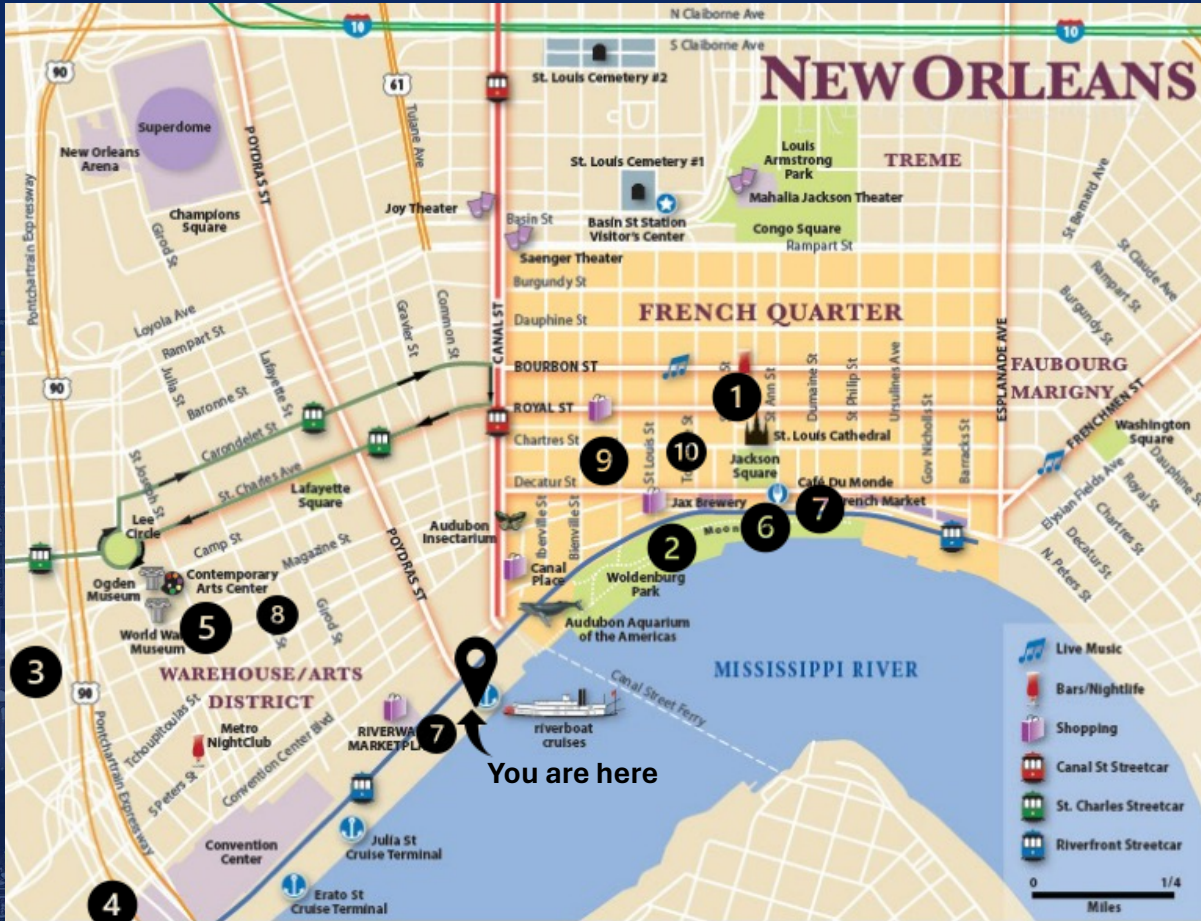 N Claiborne Ave
S Claiborne Ave
10
10
90
61
NEW ORLEANS
St. Louis Cemetery #2
Superdome
New Orleans
Arena
POYDRAS ST
Tulane Ave
St. Louis Cemetery #1
Louis
Armstrong
Park
TREME
Mahalia Jackson Theater
St. Bernard Ave
Pontchartrain Expressway
Champions
Square
Girod St
Joy Theater
Basin St
Basin St Station
Visitor's Center
Congo Square
Rampart St
Saenger Theater
St Claude Ave
Rampart St
Burgundy St
Burgundy St
Loyola Ave
Rampart St
Gravier St
Common St
CANAL ST
Dauphine St
FRENCH QUARTER
ESPLANADE AVE
Julia St
Lafayette St
BOURBON ST
FAUBOURG
MARIGNY
90
Baronne St
St Ann St
Dumaine St
St Philip St
Ursulines Ave
1
ROYAL ST
FRENCHMEN ST
Carondelet St
Chartres St
St Louis St
10
St. Louis Cathedral
Gov Nicholls St
Barracks St
Washington
Square
St Joseph St
St. Charles Ave
9
Jackson
Square
Dauphine St
Decatur St
Café Du Monde
Royal St
Lafayette
Square
Jax Brewery
7
French Market
Elysian Fields Ave
Chartres St
Lee
Circle
Audubon
Insectarium
Iberville St
Bienville St
6
Moon
Decatur St
Camp St
Magazine St
POYDRAS ST
2
N. Peters St
Ogden
Museum
Contemporary
Arts Center
Canal
Place
Woldenburg
Park
8
Girod St
St
World War
Museum
5
Audubon Aquarium
of the Americas
3
90
WAREHOUSE/ARTS
DISTRICT
MISSISSIPPI RIVER
Canal Street Ferry
Tchoupitoulas St
Metro
NightClub
Convention Center Blvd
S Peters St
RIVERWA
MARKETPL
7
riverboat
cruises
You are here
Pontchartrain Expressway
Convention
Center
Julia St
Cruise Terminal
Erato St
Cruise Terminal
4
Live Music
Bars/Nightlife
Shopping
Canal St Streetcar
St. Charles Streetcar
Riverfront Streetcar
0
1/4
Miles